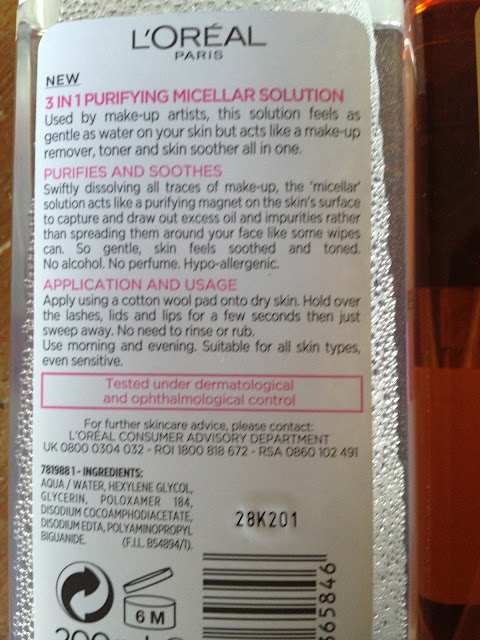 L'ORÉAL
PARIS
NEW
3 IN 1 PURIFYING MICELLAR SOLUTION
Used by make-up artists, this solution feels as
gentle as water on your skin but acts like a make-up
remover, toner and skin soother all in one.
PURIFIES AND SOOTHES
Swiftly dissolving all traces of make-up, the 'micellar'
solution acts like a purifying magnet on the skin's surface
to capture and draw out excess oil and impurities rather
than spreading them around your face like some wipes
can. So gentle, skin feels soothed and toned.
No alcohol. No perfume. Hypo-allergenic.
APPLICATION AND USAGE
Apply using a cotton wool pad onto dry skin. Hold over
the lashes, lids and lips for a few seconds then just
sweep away. No need to rinse or rub.
Use morning and evening. Suitable for all skin types,
even sensitive.
Tested under dermatological
and ophthalmological control
For further skincare advice, please contact:
L'ORÉAL CONSUMER ADVISORY DEPARTMENT
UK 0800 0304 032 - ROI 1800 818 672 - RSA 0860 102 491
781988 1 - INGREDIENTS:
AQUA / WATER, HEXYLENE GLYCOL,
GLYCERIN, POLOXAMER 184,
DISODIUM COCOAMPHODIACETATE,
DISODIUM EDTA, POLYAMINOPROPYL
BIGUANIDE. (F.I.L. B54894/1).
28K201
6 M
65846